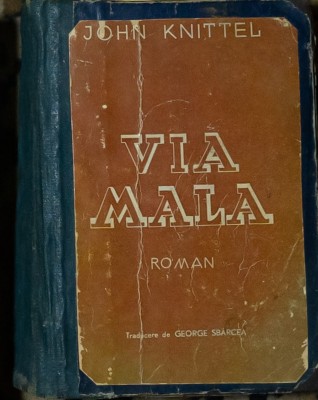 JOHN KNITTEL
VIA
MALA
ROMAN
Traducere de GEORGE SBÂRCEA